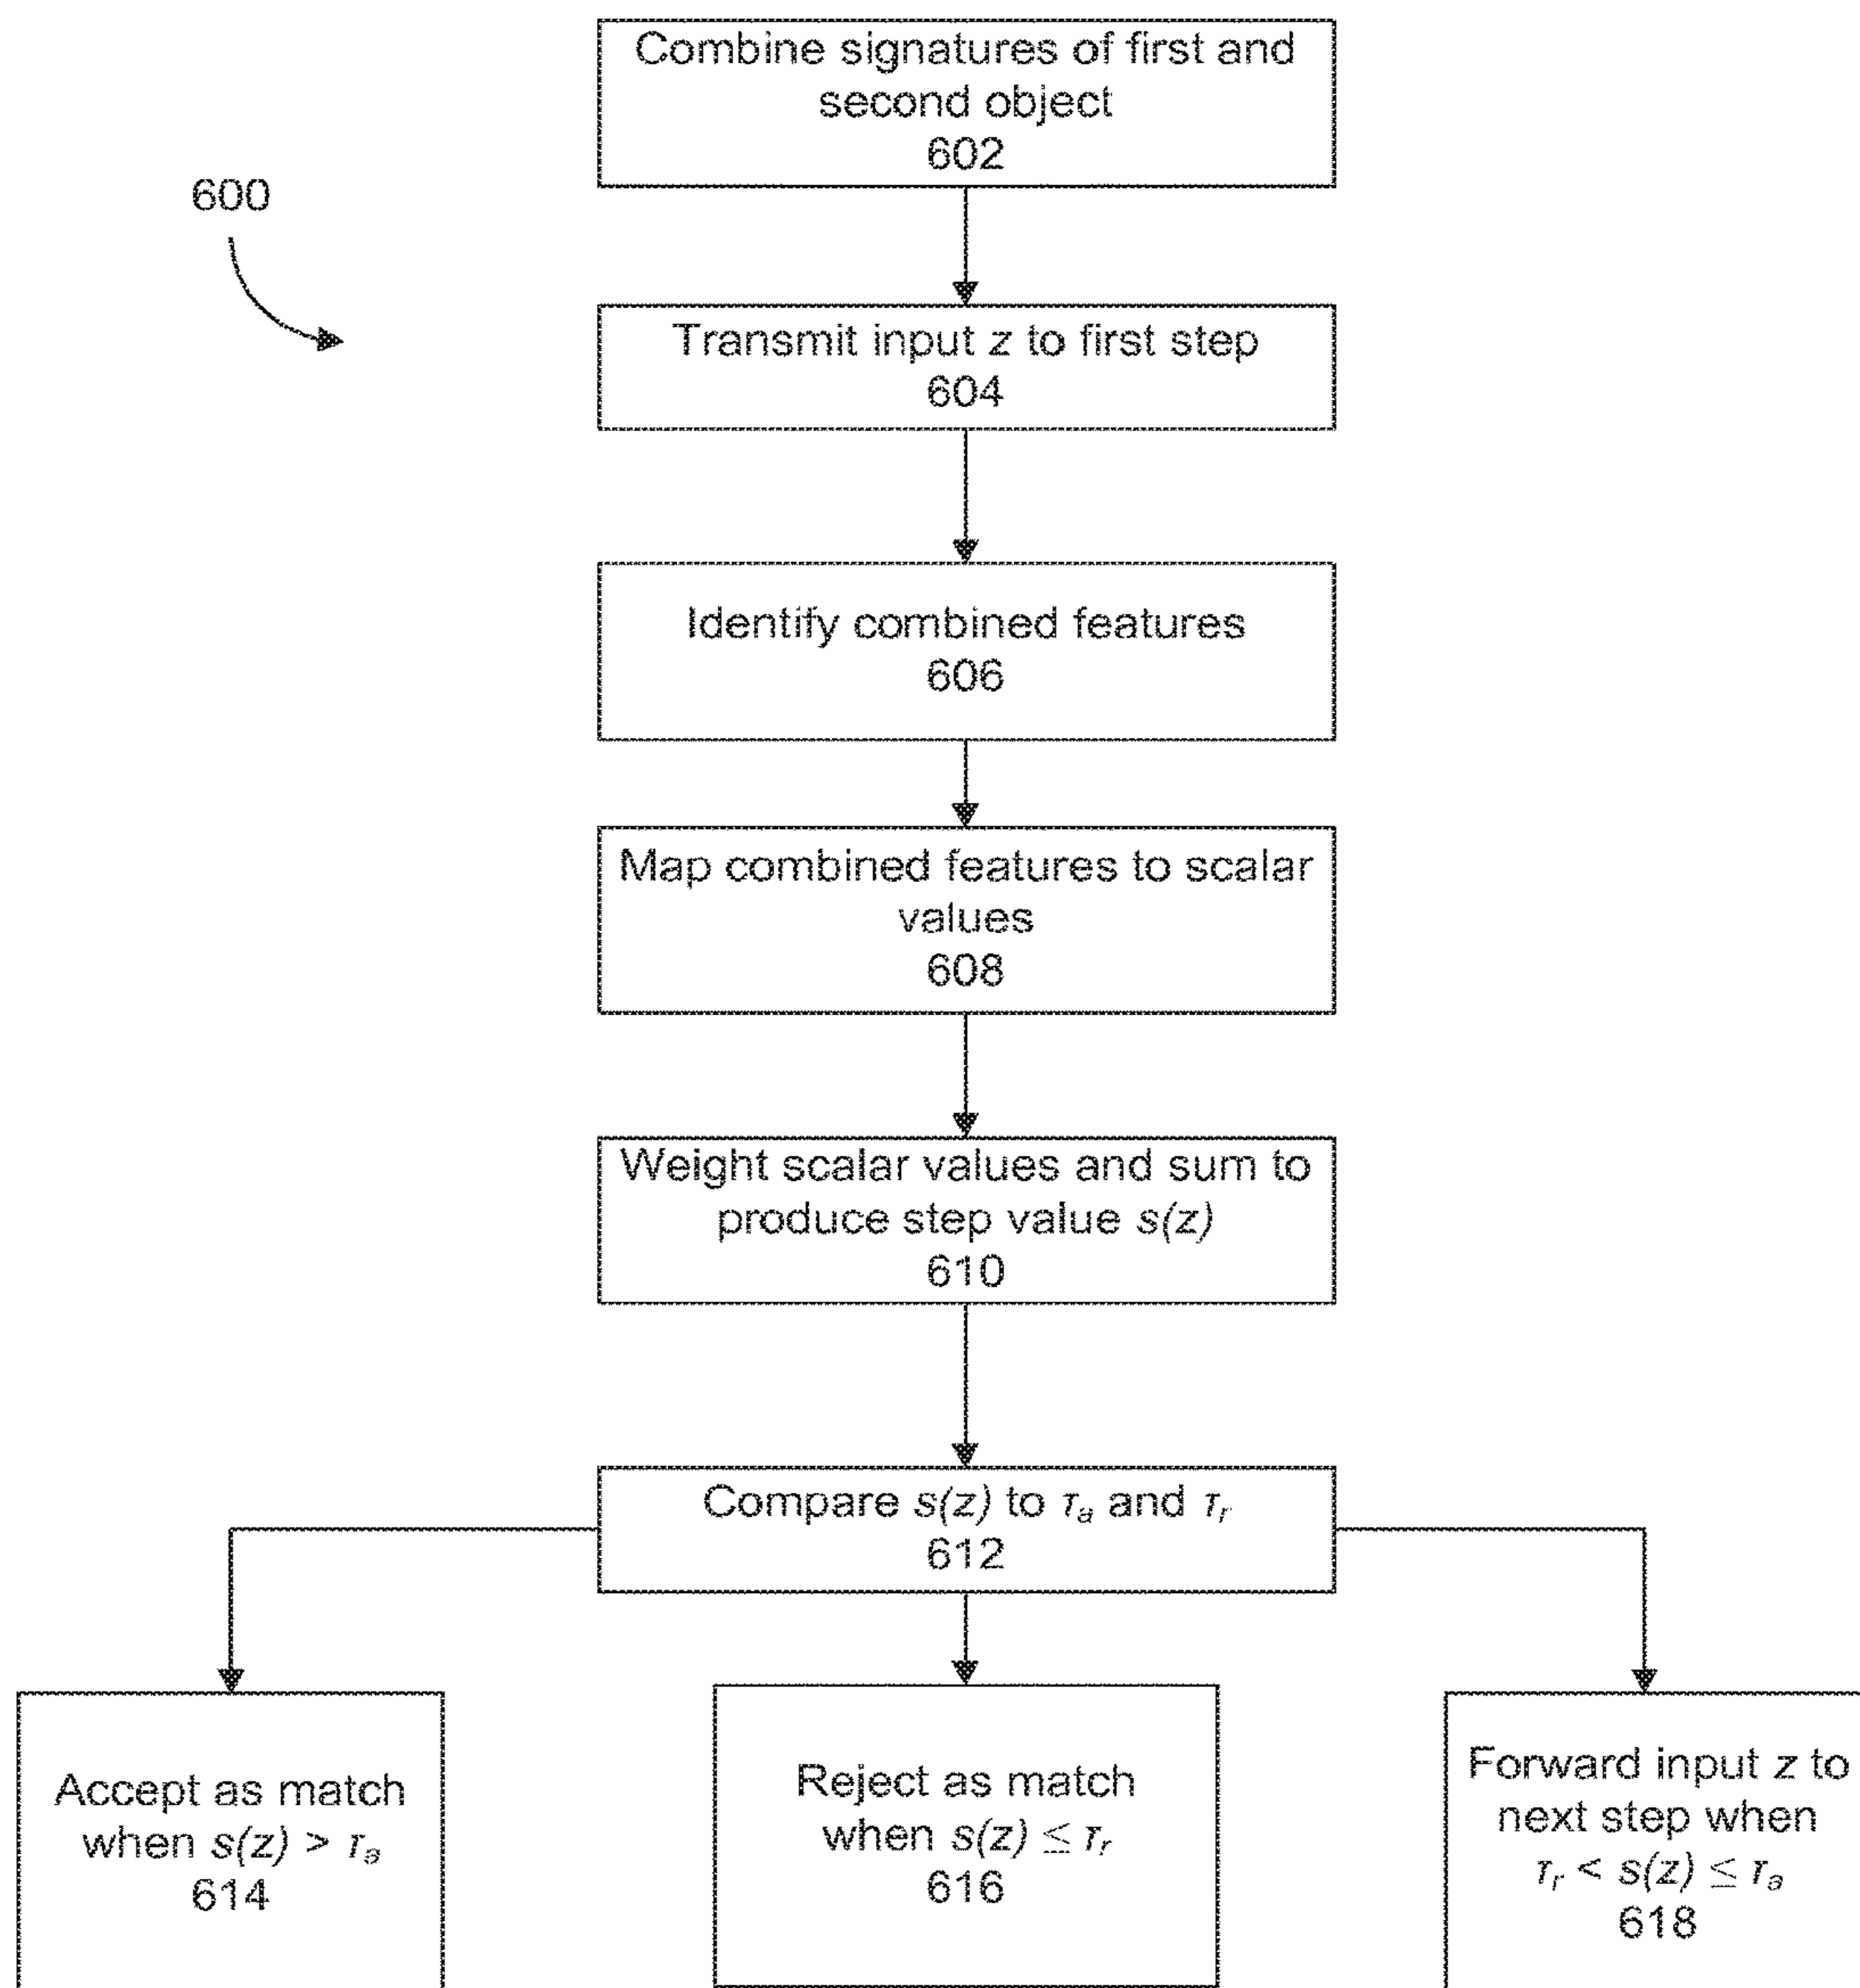 Combine signatures of first and
second object
602
600
Transmit input z to first step
604
Identify combined features
606
Map combined features to scalar
values
608
Weight scalar values and sum to
produce step value s(z)
610
Compare s(z) to τₐ and τᵣ
612
Accept as match
when s(z) > τₐ
614
Reject as match
when s(z) ≤ τᵣ
616
Forward input z to
next step when
τᵣ < s(z) ≤ τₐ
618